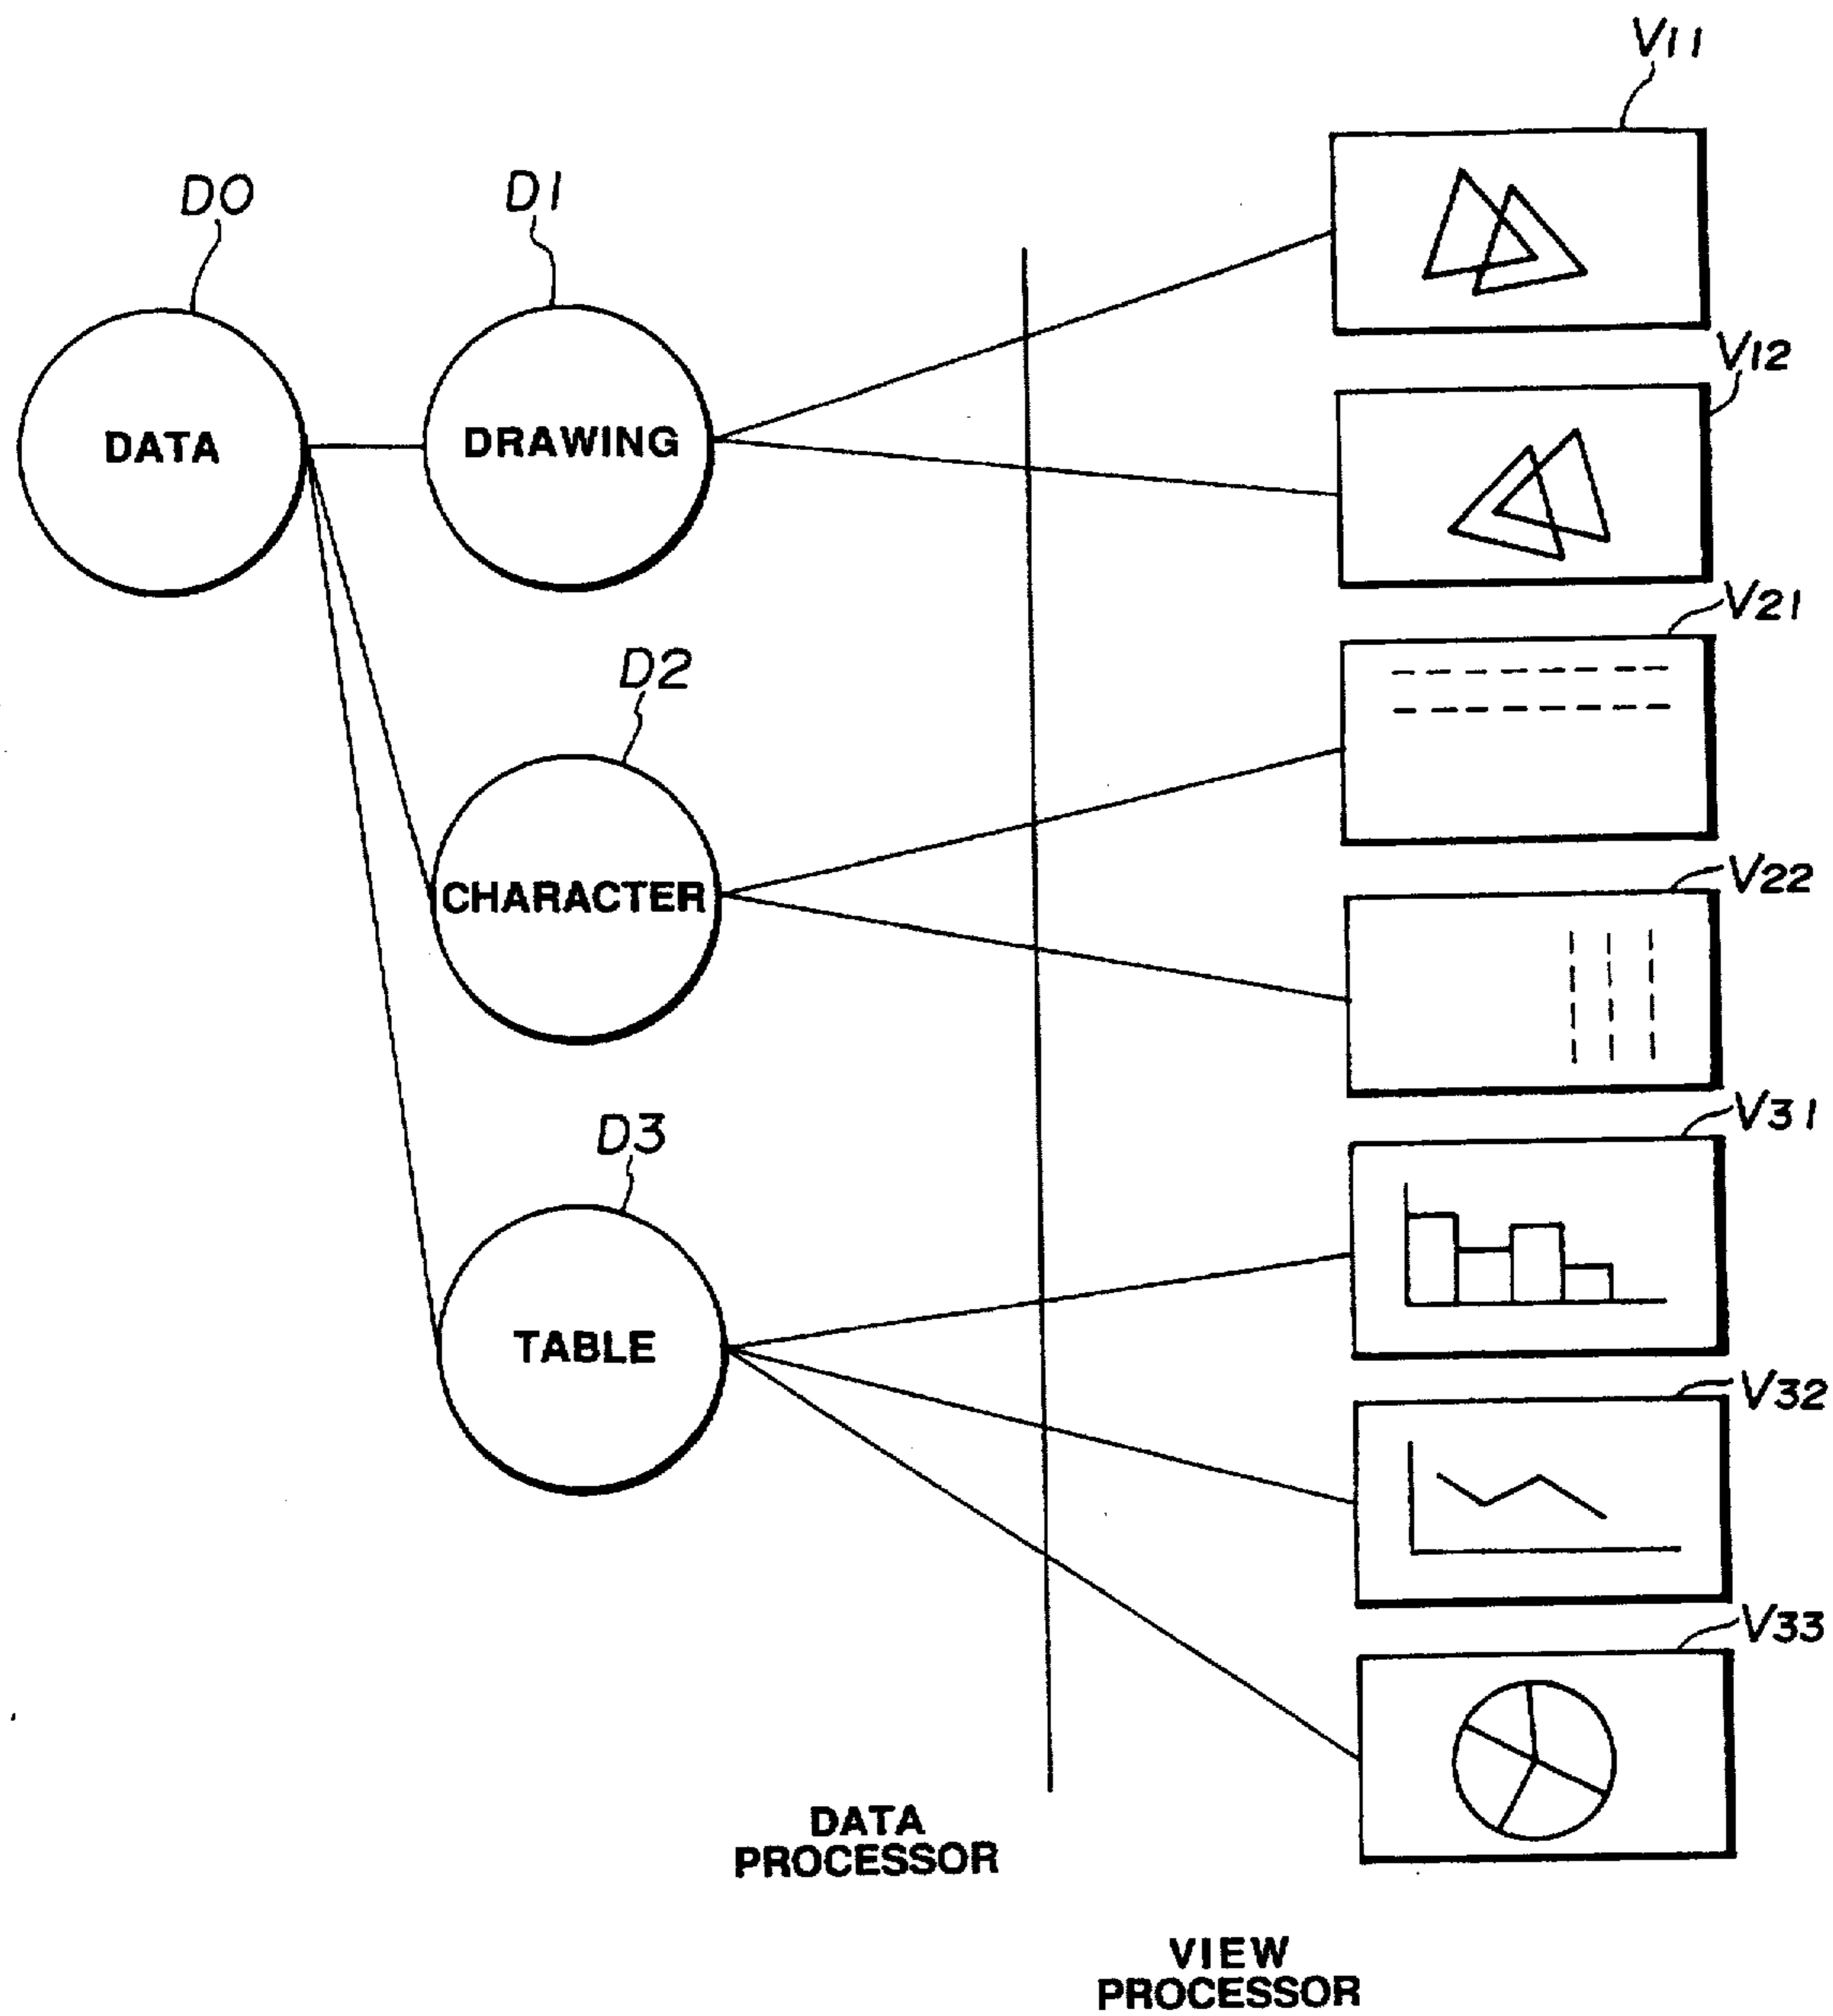 V11
D0
D1
DATA
DRAWING
V12
V21
D2
CHARACTER
V22
D3
TABLE
V31
V32
V33
DATA
PROCESSOR
VIEW
PROCESSOR